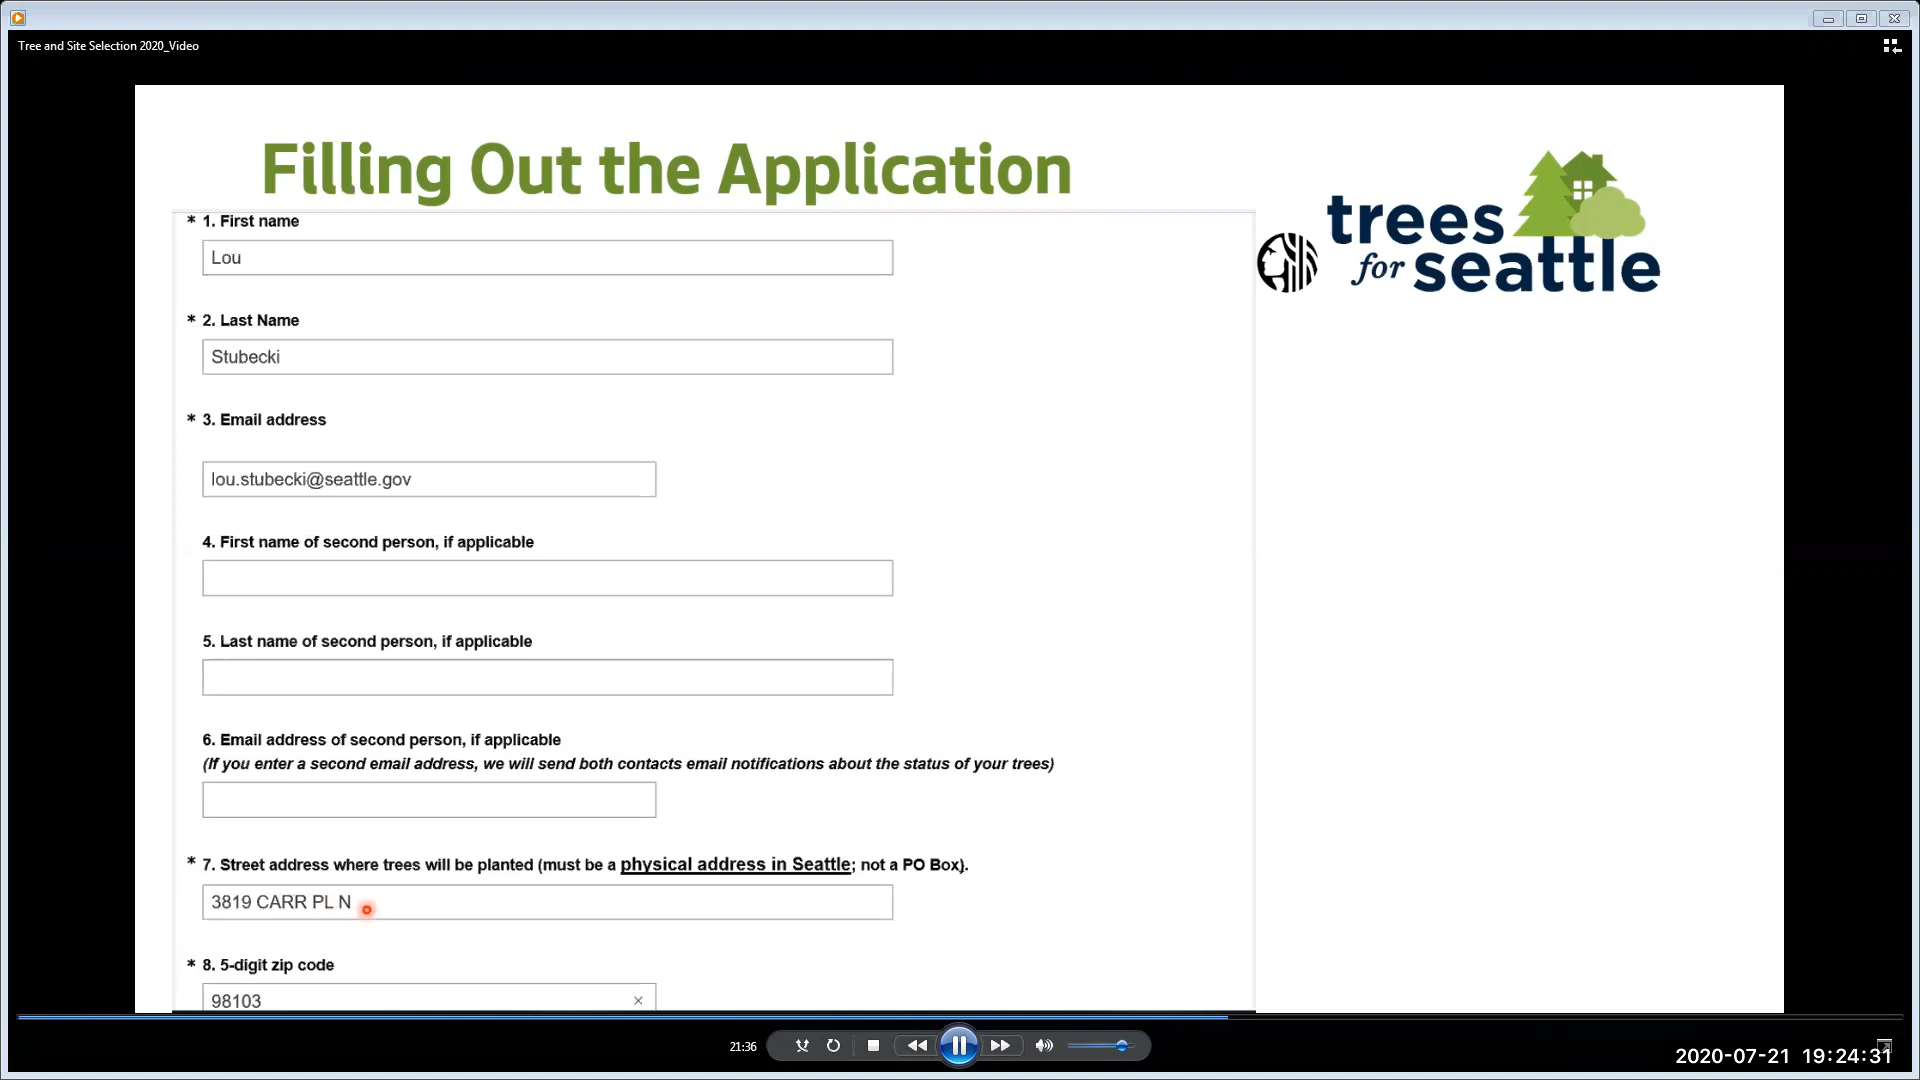 Tree and Site Selection 2020_Video
Filling Out the Application
trees
for seattle
* 1. First name
Lou
* 2. Last Name
Stubecki
* 3. Email address
lou.stubecki@seattle.gov
4. First name of second person, if applicable
5. Last name of second person, if applicable
6. Email address of second person, if applicable
(If you enter a second email address, we will send both contacts email notifications about the status of your trees)
* 7. Street address where trees will be planted (must be a physical address in Seattle; not a PO Box).
3819 CARR PL N
* 8. 5-digit zip code
98103
21:36
2020-07-21 19:24:31